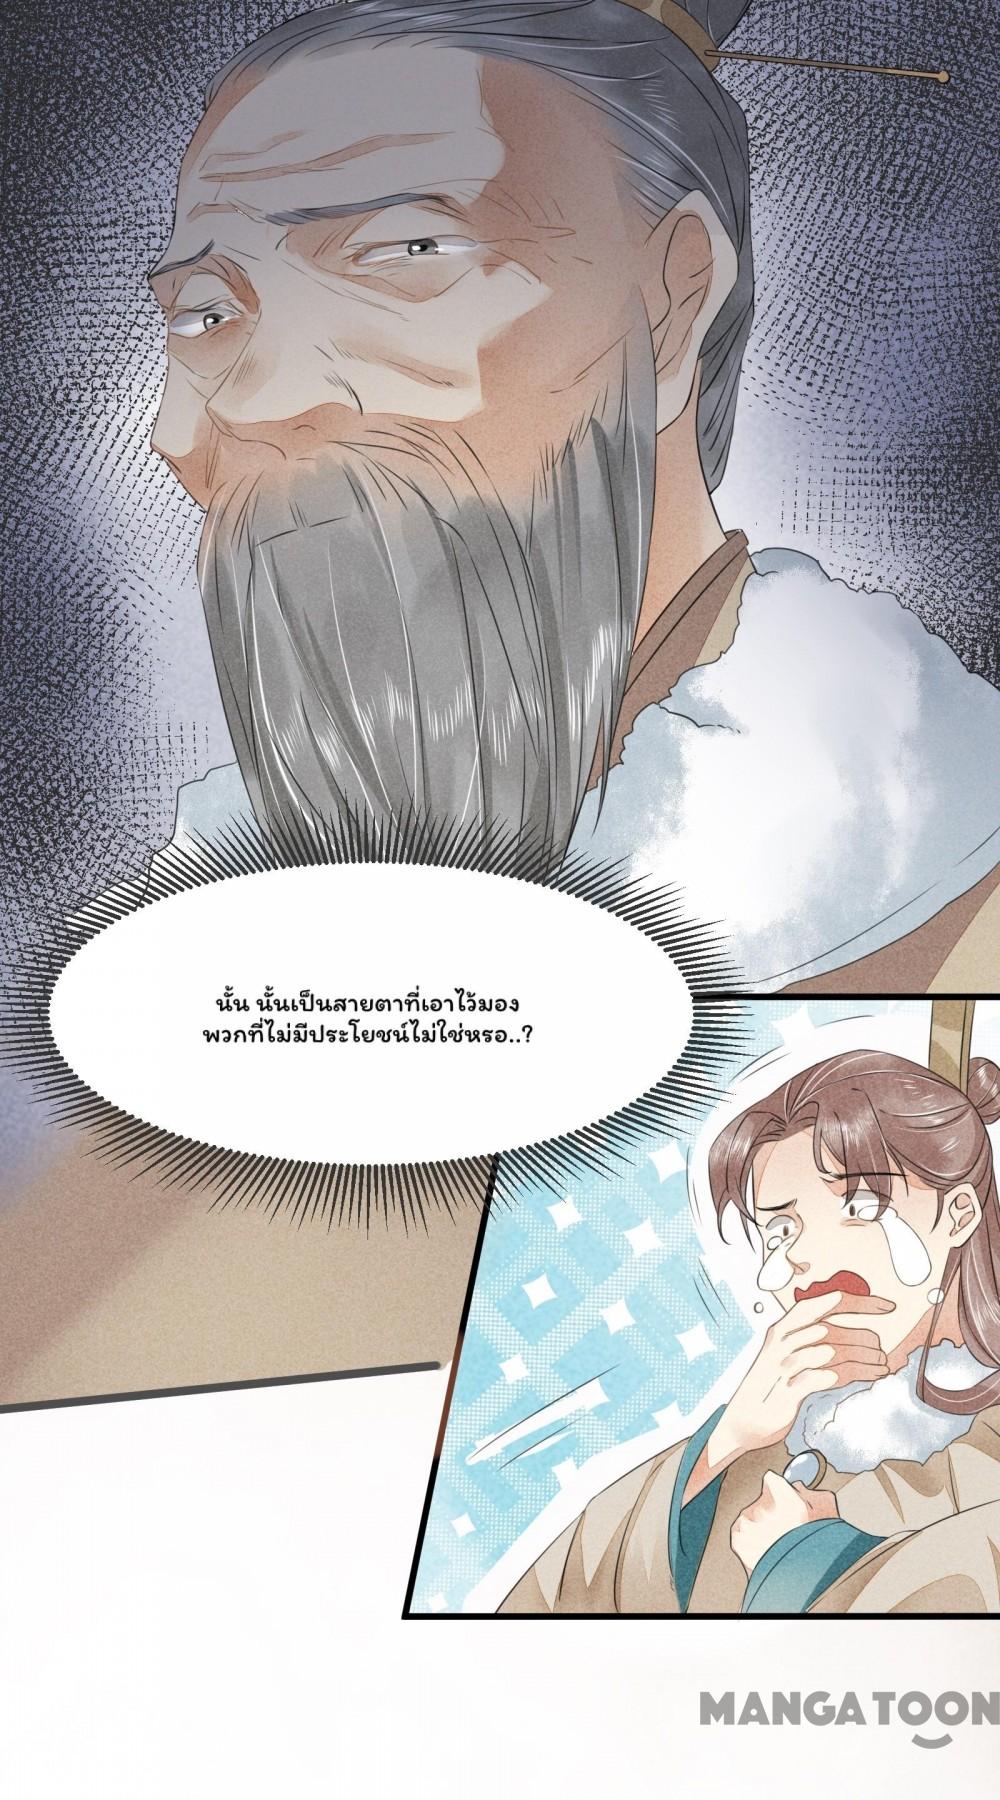 นั้น นั้นเป็นสายตาที่เอาไว้มอง
พวกที่ไม่มีประโยชน์ไม่ใช่หรอ..?
MANGATOON